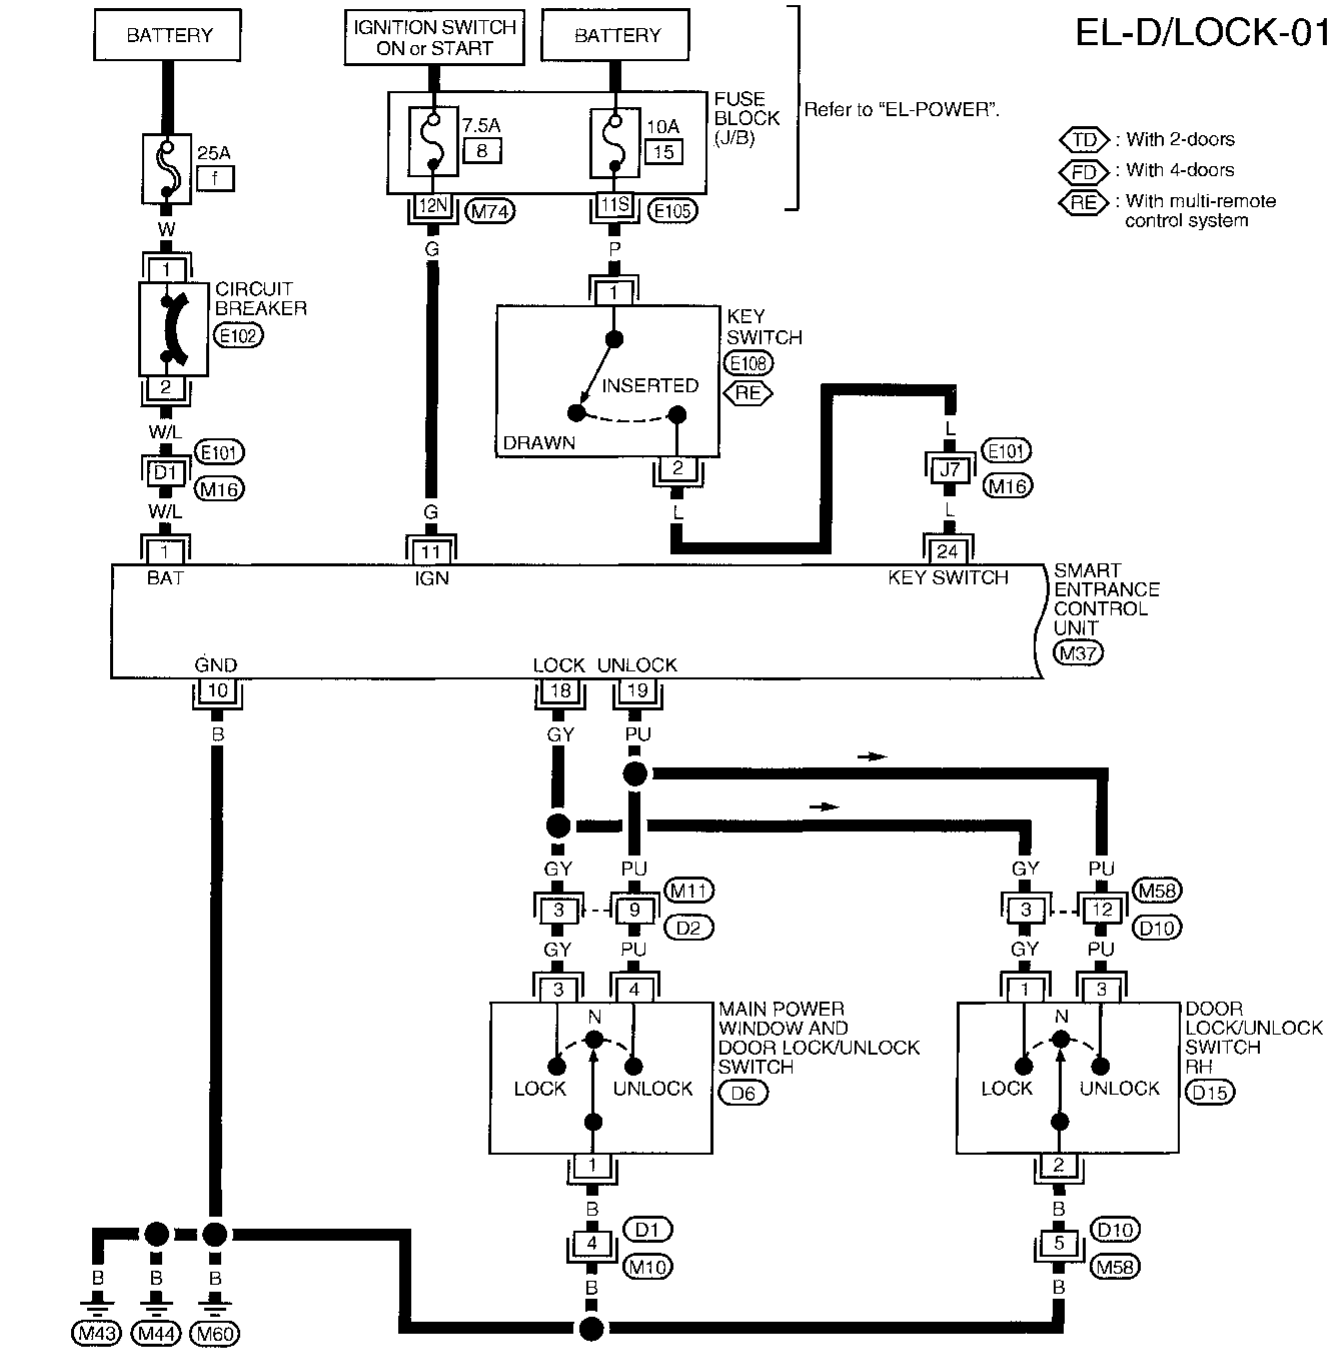 EL-D/LOCK-01
BATTERY
IGNITION SWITCH
ON or START
BATTERY
FUSE
BLOCK
(J/B)
Refer to "EL-POWER".
TD : With 2-doors
FD : With 4-doors
RE : With multi-remote
control system
25A
f
7.5A
8
10A
15
12N
M74
11S
E105
W
G
P
1
1
CIRCUIT
BREAKER
E102
KEY
SWITCH
E108
RE
INSERTED
DRAWN
2
2
W/L
L
E101
D1
M16
E101
J7
M16
W/L
G
L
L
1
11
24
BAT
IGN
KEY SWITCH
SMART
ENTRANCE
CONTROL
UNIT
M37
GND
LOCK
UNLOCK
10
18
19
B
GY
PU
GY
PU
GY
PU
M11
3
9
D2
M58
3
12
D10
GY
PU
GY
PU
3
4
1
3
MAIN POWER
WINDOW AND
DOOR LOCK/UNLOCK
SWITCH
D6
DOOR
LOCK/UNLOCK
SWITCH
RH
D15
N
LOCK
UNLOCK
N
LOCK
UNLOCK
1
2
B
B
D1
4
M10
D10
5
M58
B
B
B
B
B
M43
M44
M60